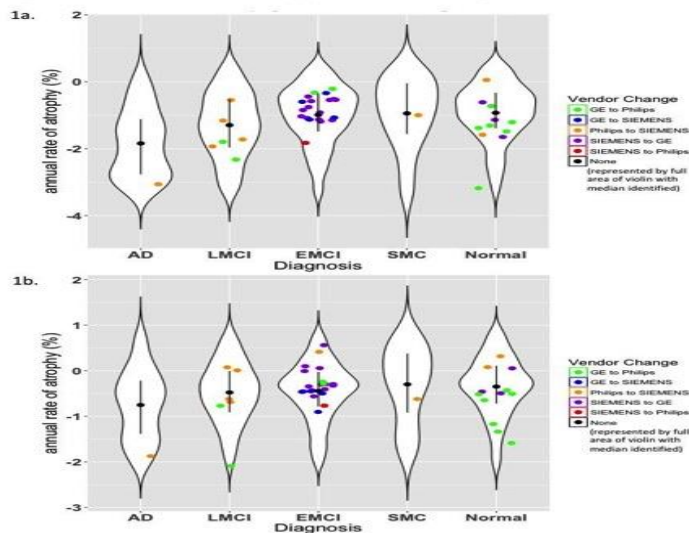 1a.
2
0
-2
-4
annual rate of atrophy (%)
AD LMCI EMCI SMC Normal
Diagnosis
Vendor Change
GE to Philips
GE to SIEMENS
Philips to SIEMENS
SIEMENS to GE
SIEMENS to Philips
None
(represented by full
area of violin with
median identified)
1b.
2
1
0
-1
-2
-3
annual rate of atrophy (%)
AD LMCI EMCI SMC Normal
Diagnosis
Vendor Change
GE to Philips
GE to SIEMENS
Philips to SIEMENS
SIEMENS to GE
SIEMENS to Philips
None
(represented by full
area of violin with
median identified)